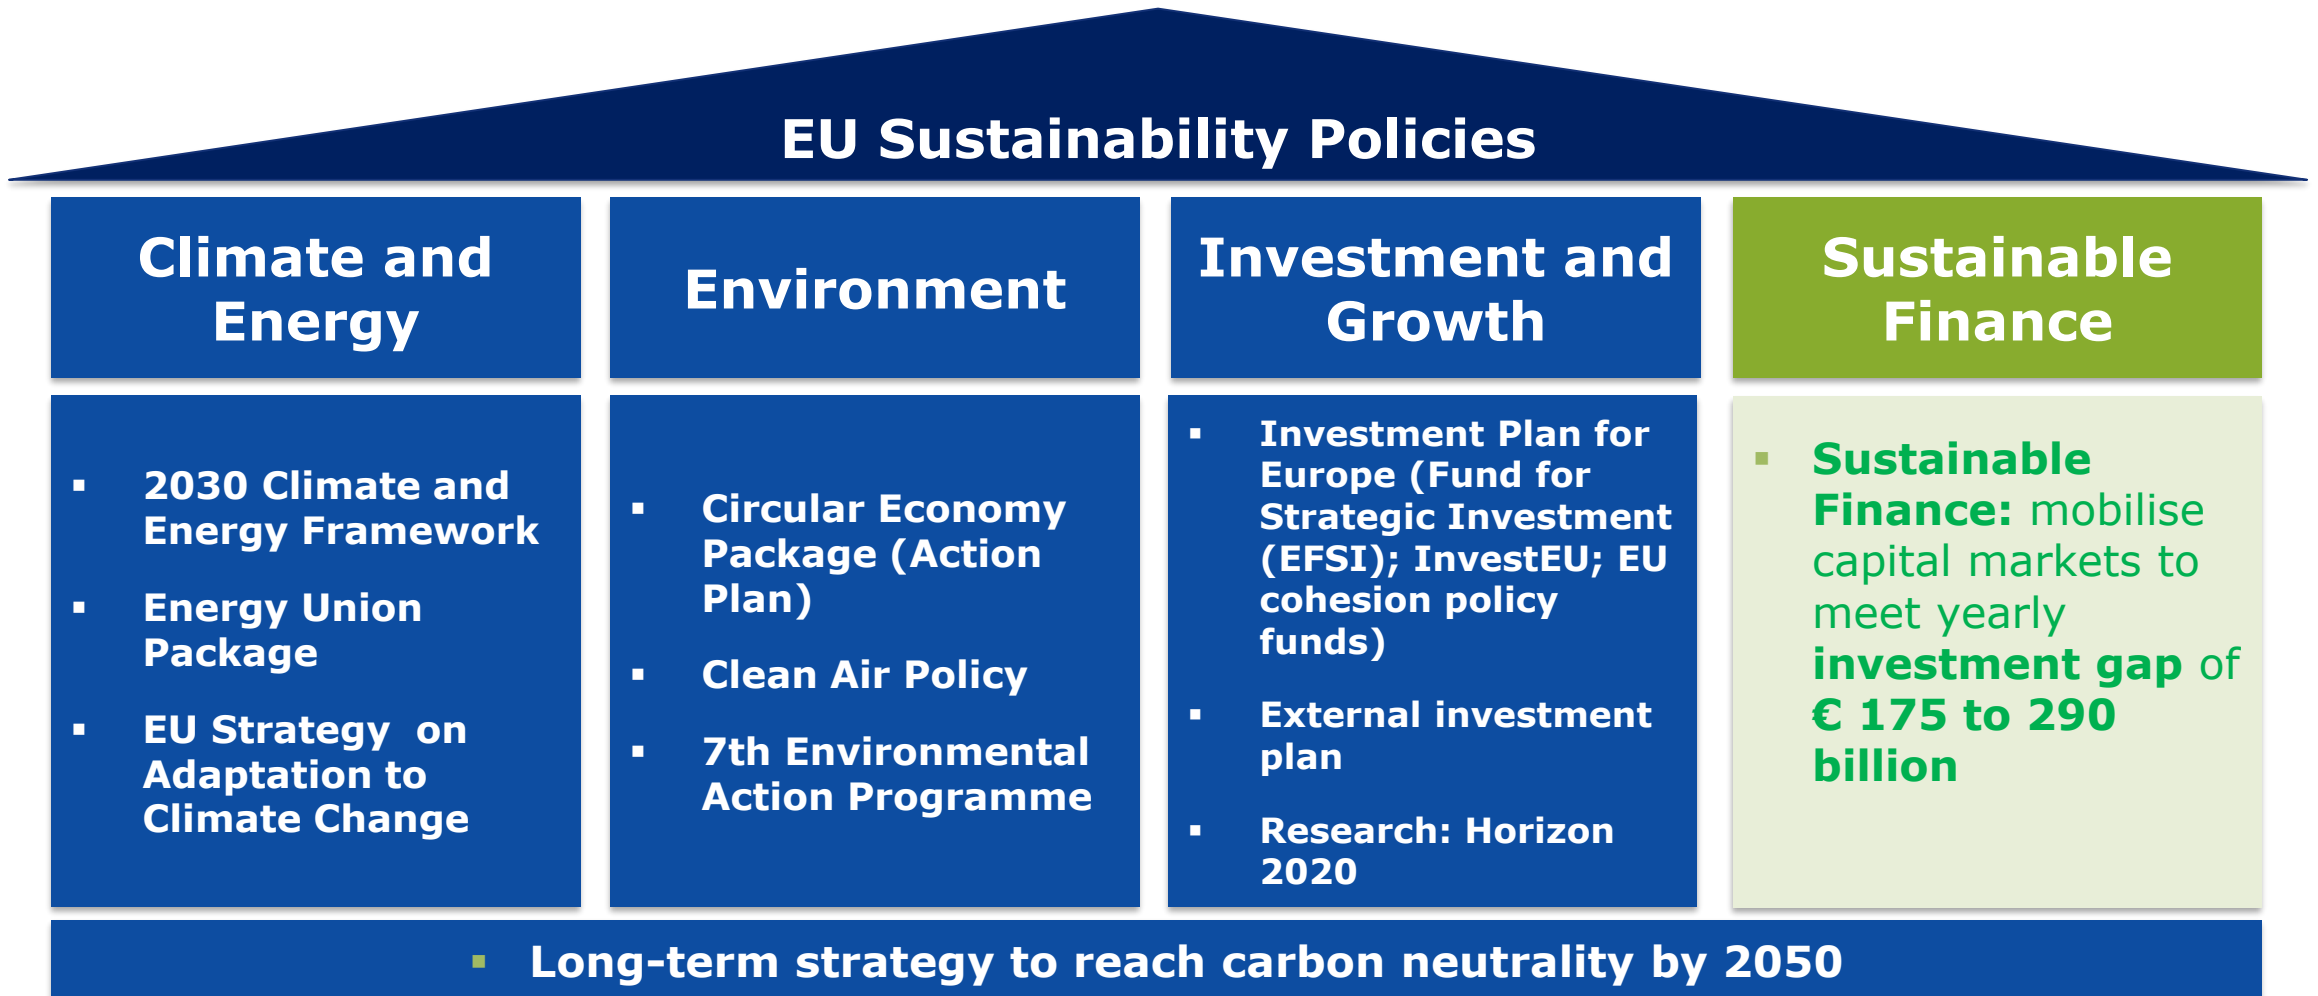 EU Sustainability Policies
Climate and
Energy
Environment
Investment and
Growth
Sustainable
Finance
▪ 2030 Climate and
Energy Framework
▪ Energy Union
Package
▪ EU Strategy  on
Adaptation to
Climate Change
▪ Circular Economy
Package (Action
Plan)
▪ Clean Air Policy
▪ 7th Environmental
Action Programme
▪ Investment Plan for
Europe (Fund for
Strategic Investment
(EFSI); InvestEU; EU
cohesion policy
funds)
▪ External investment
plan
▪ Research: Horizon
2020
▪ Sustainable
Finance: mobilise
capital markets to
meet yearly
investment gap of
€ 175 to 290
billion
▪ Long-term strategy to reach carbon neutrality by 2050